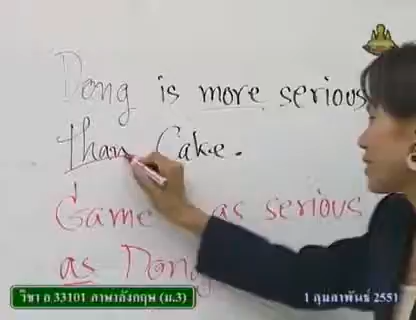 Dong is more serious
than Cake.
Game as serious
as Dong
วิชา อ 33101 ภาษาอังกฤษ (ม.3)
1 กุมภาพันธ์ 2551